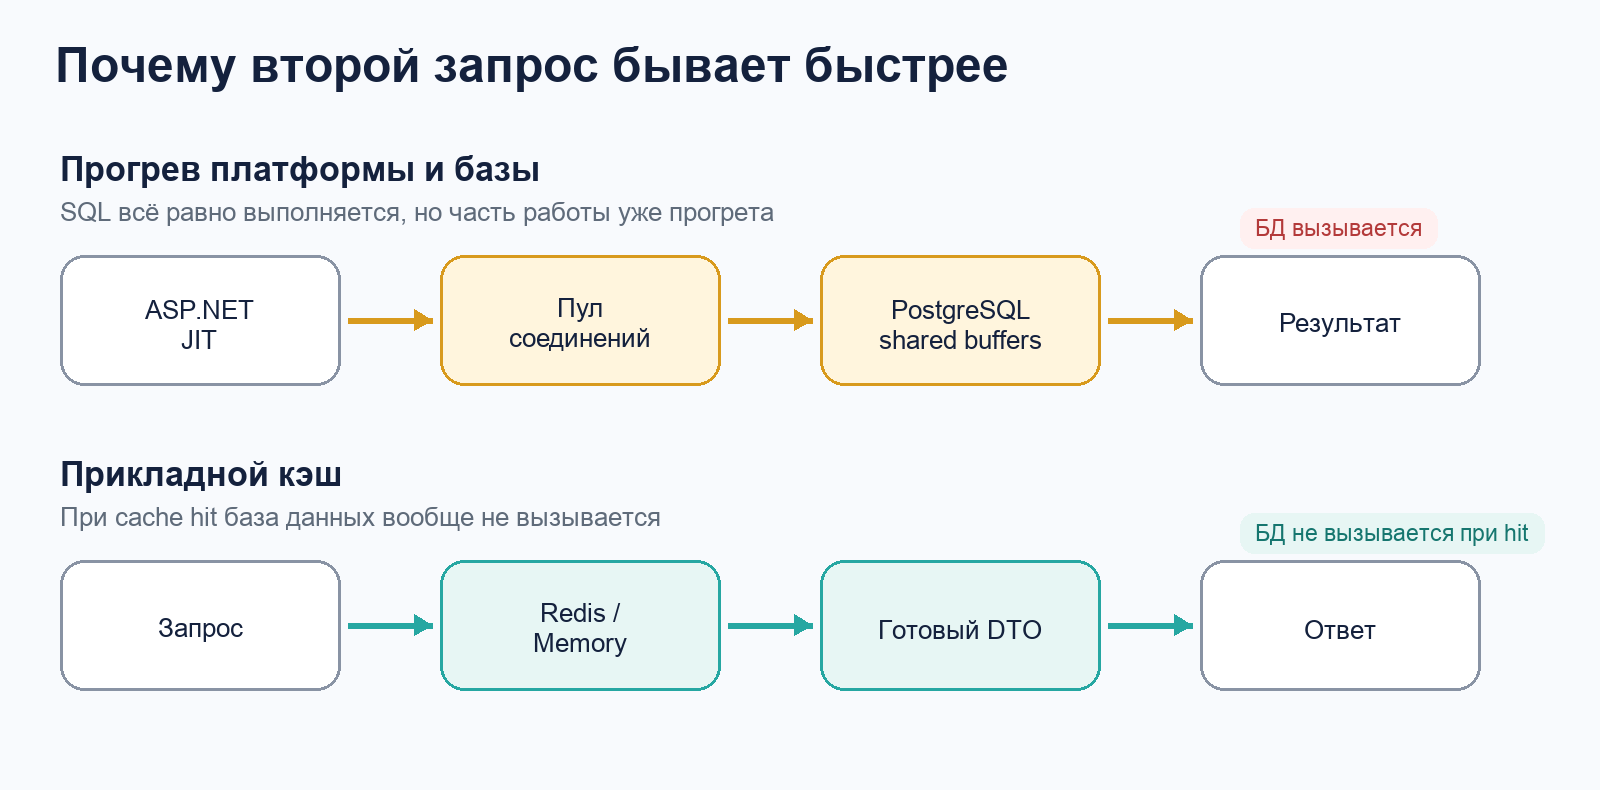 Почему второй запрос бывает быстрее
Прогрев платформы и базы
SQL всё равно выполняется, но часть работы уже прогрета
БД вызывается
ASP.NET
JIT
Пул
соединений
PostgreSQL
shared buffers
Результат
Прикладной кэш
При cache hit база данных вообще не вызывается
БД не вызывается при hit
Запрос
Redis /
Memory
Готовый DTO
Ответ